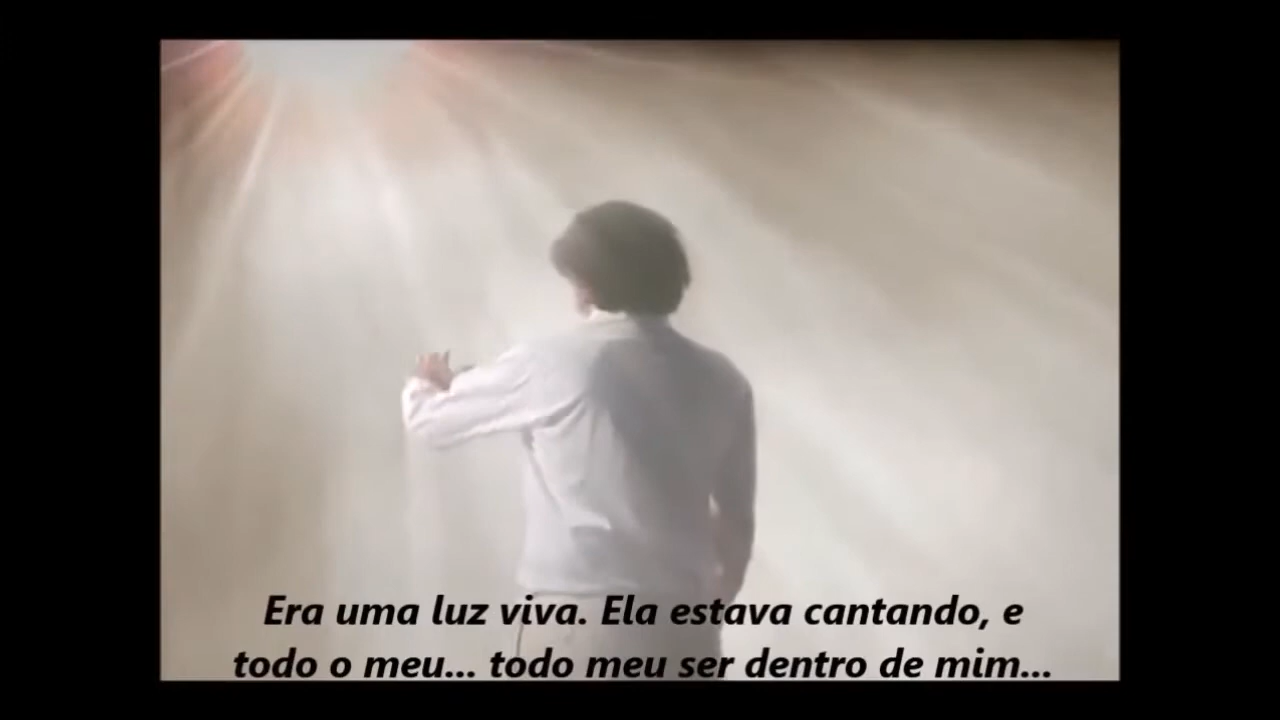 Era uma luz viva. Ela estava cantando, e
todo o meu... todo meu ser dentro de mim...